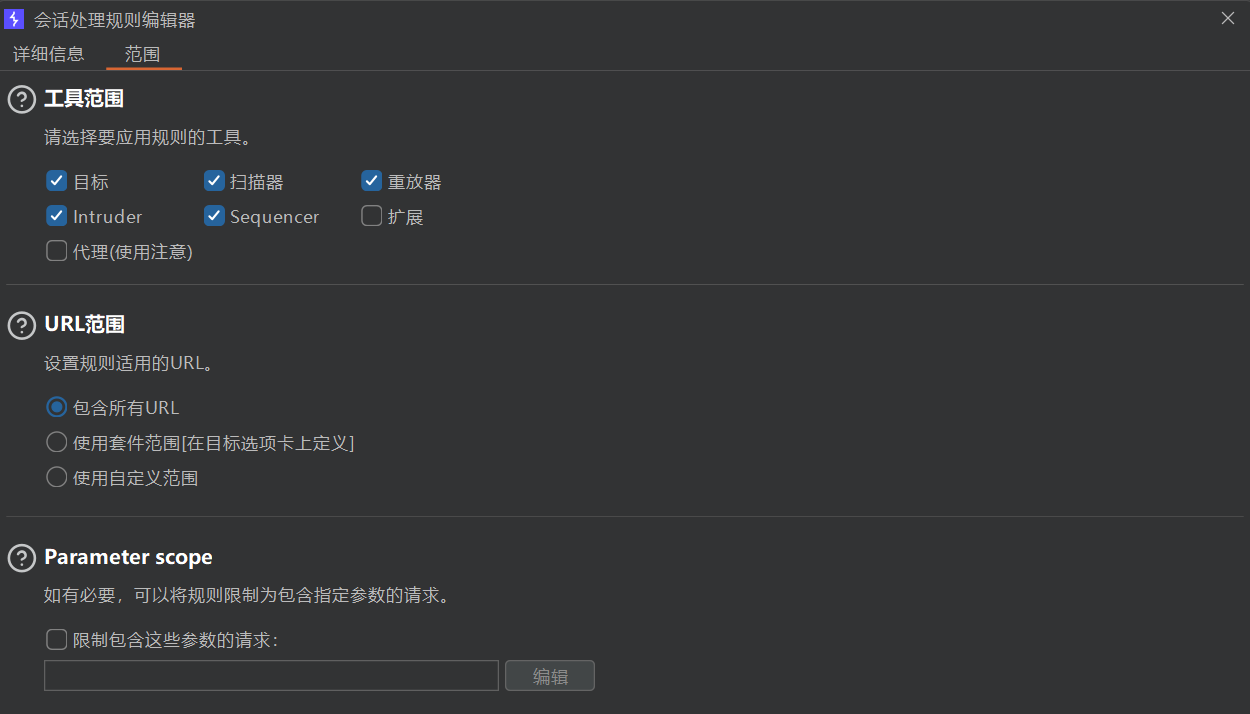 会话处理规则编辑器
详细信息 范围
工具范围
请选择要应用规则的工具。
目标 扫描器 重放器
Intruder Sequencer 扩展
代理(使用注意)
URL范围
设置规则适用的URL。
包含所有URL
使用套件范围[在目标选项卡上定义]
使用自定义范围
Parameter scope
如有必要，可以将规则限制为包含指定参数的请求。
限制包含这些参数的请求:
编辑